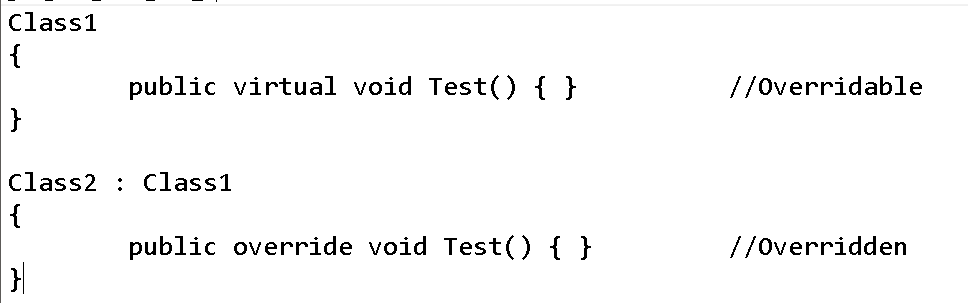 Class1
{
public virtual void Test() { } //Overridable
}
Class2 : Class1
{
public override void Test() { } //Overridden
}